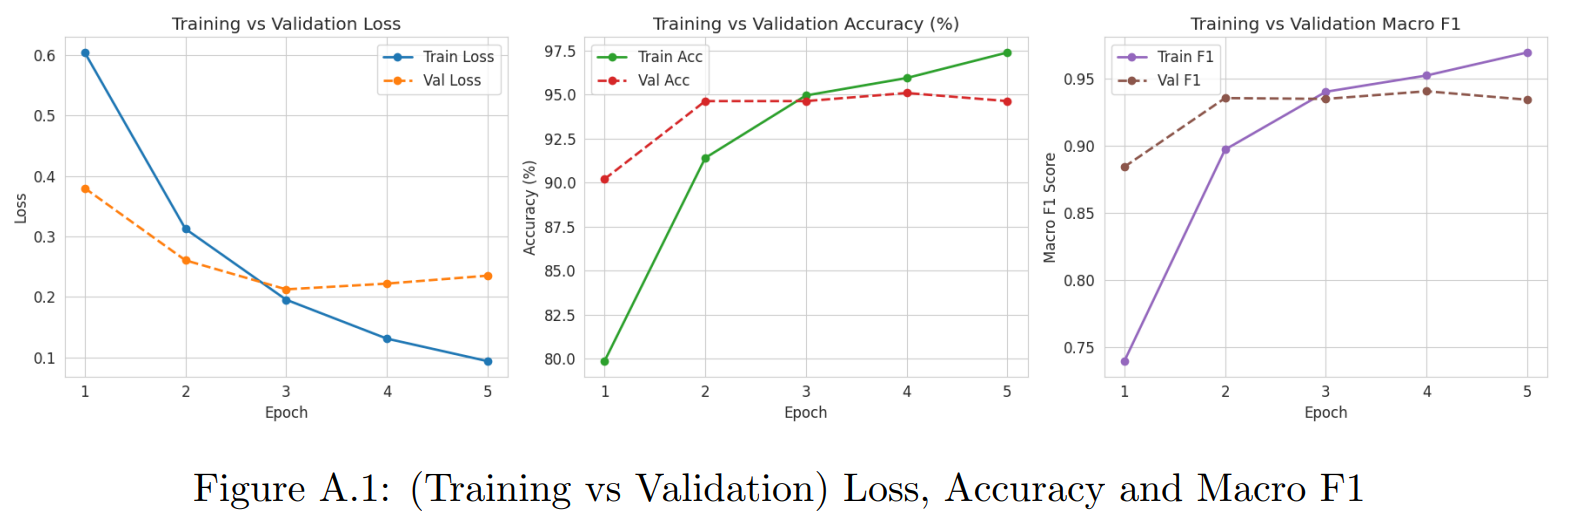 Training vs Validation Loss
0.6
0.5
0.4
0.3
0.2
0.1
Loss
Train Loss
Val Loss
1 2 3 4 5
Epoch
Training vs Validation Accuracy (%)
97.5
95.0
92.5
90.0
87.5
85.0
82.5
80.0
Accuracy (%)
Train Acc
Val Acc
1 2 3 4 5
Epoch
Training vs Validation Macro F1
0.95
0.90
0.85
0.80
0.75
Macro F1 Score
Train F1
Val F1
1 2 3 4 5
Epoch
Figure A.1: (Training vs Validation) Loss, Accuracy and Macro F1